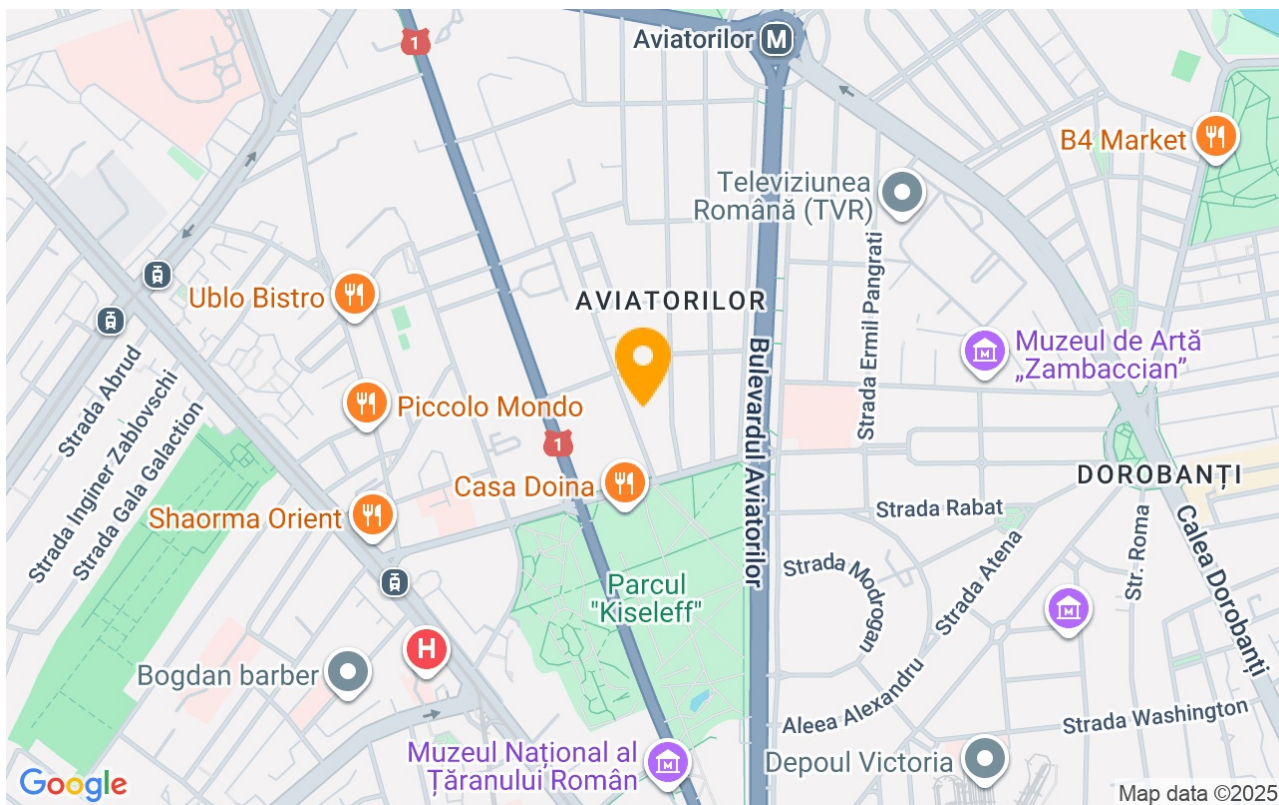 1
Aviatorilor
M
B4 Market
Televiziunea
Română (TVR)
Strada Ermil Pangrati
Ublo Bistro
AVIATORILOR
Bulevardul Aviatorilor
Muzeul de Artă
„Zambaccian”
Strada Abrud
Strada Inginer Zablovschi
Strada Gala Galaction
Piccolo Mondo
1
Casa Doina
DOROBANȚI
Shaorma Orient
Strada Rabat
Strada Atena
Str. Roma
Calea Dorobanți
Strada Modrogan
Parcul
"Kiseleff"
M
H
Bogdan barber
Aleea Alexandru
Strada Washington
Muzeul Național al
Țăranului Român
Depoul Victoria
Google
Map data ©2025